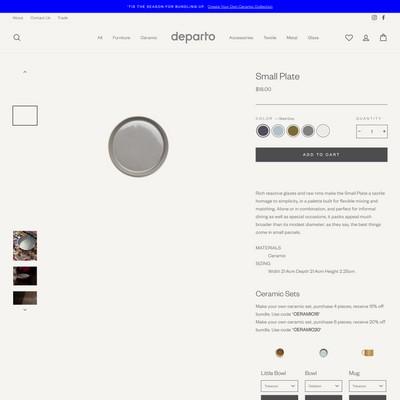 'TIS THE SEASON FOR BUNDLING UP. Create Your Own Ceramic Collection
About Contact Us Trade
All Furniture Ceramic departo Accessories Textile Metal Glass
Small Plate
$18.00
COLOR
QUANTITY
− 1 +
ADD TO CART
Rich reactive glazes and raw rims make the Small Plate a tactile
homage to simplicity, in a palette built for flexible mixing and
matching. Alone or in combination, and perfect for informal
dining as well as special occasions, it packs appeal much
broader than its modest diameter; as they say, the best things
come in small parcels.
MATERIALS
Ceramic
SIZING
Width 21.4cm Depth 21.4cm Height 2.25cm
Ceramic Sets
Make your own ceramic set, purchase 4 pieces, receive 15% off
bundle. Use code 'CERAMIC15'
Make your own ceramic set, purchase 6 pieces, receive 20% off
bundle. Use code 'CERAMIC20'
Little Bowl Bowl Mug